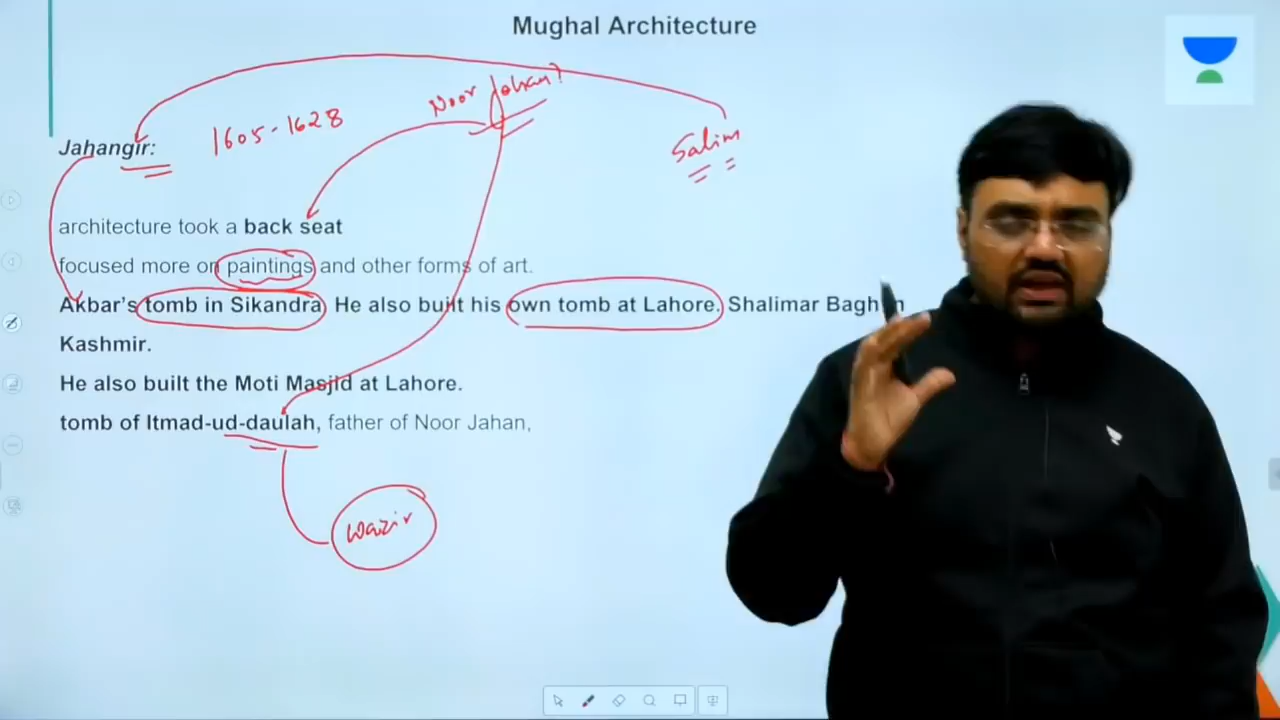 Mughal Architecture
Noor Jahan?
1605-1628
Salim
Jahangir:
architecture took a back seat
focused more on paintings and other forms of art.
Akbar's tomb in Sikandra. He also built his own tomb at Lahore. Shalimar Bagh in
Kashmir.
He also built the Moti Masjid at Lahore.
tomb of Itmad-ud-daulah, father of Noor Jahan,
wazir